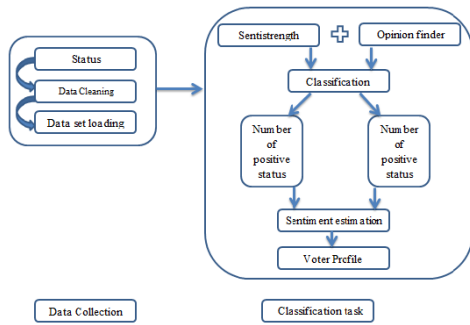 Status
Data Cleaning
Data set loading
Sentistrength
Opinion finder
Classification
Number
of
positive
status
Number
of
positive
status
Sentiment estimation
Voter Profile
Data Collection
Classification task